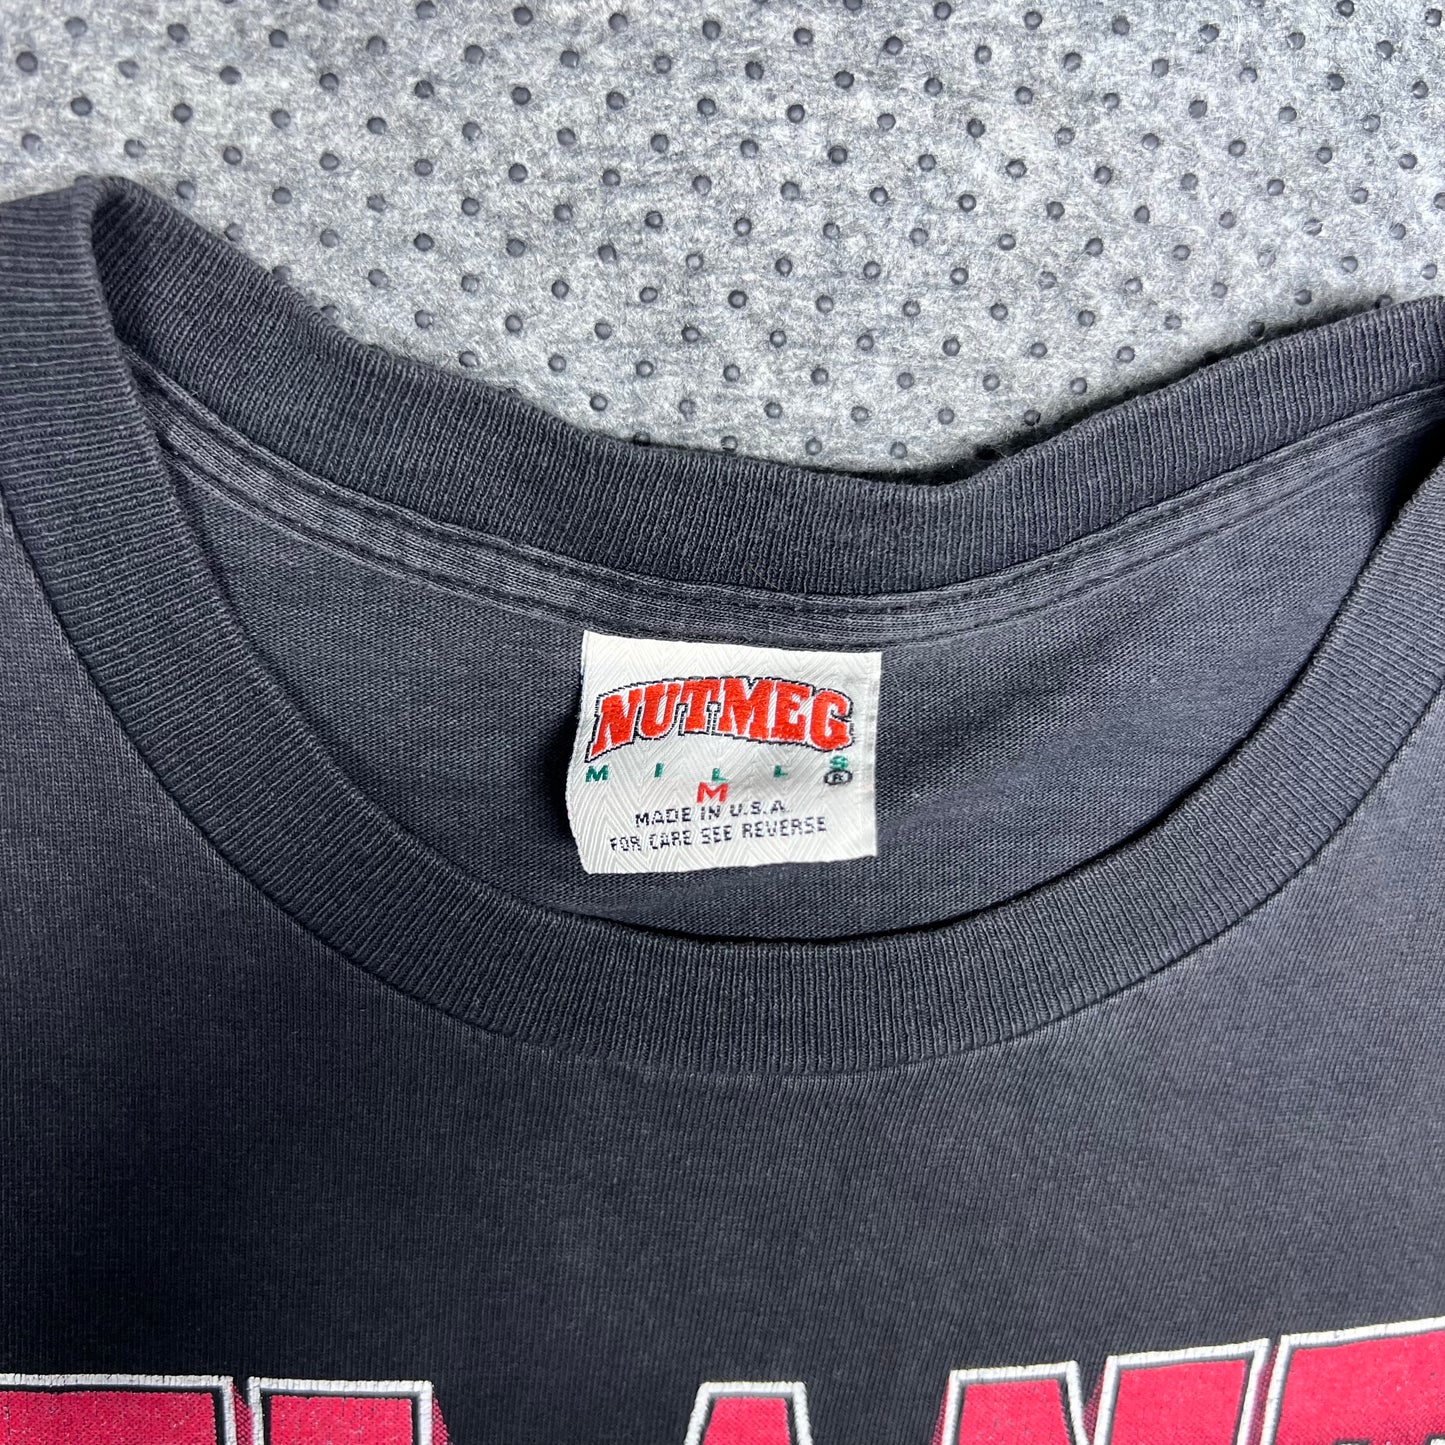 NUTMEG
MILLS®
M
MADE IN U.S.A.
FOR CARE SEE REVERSE